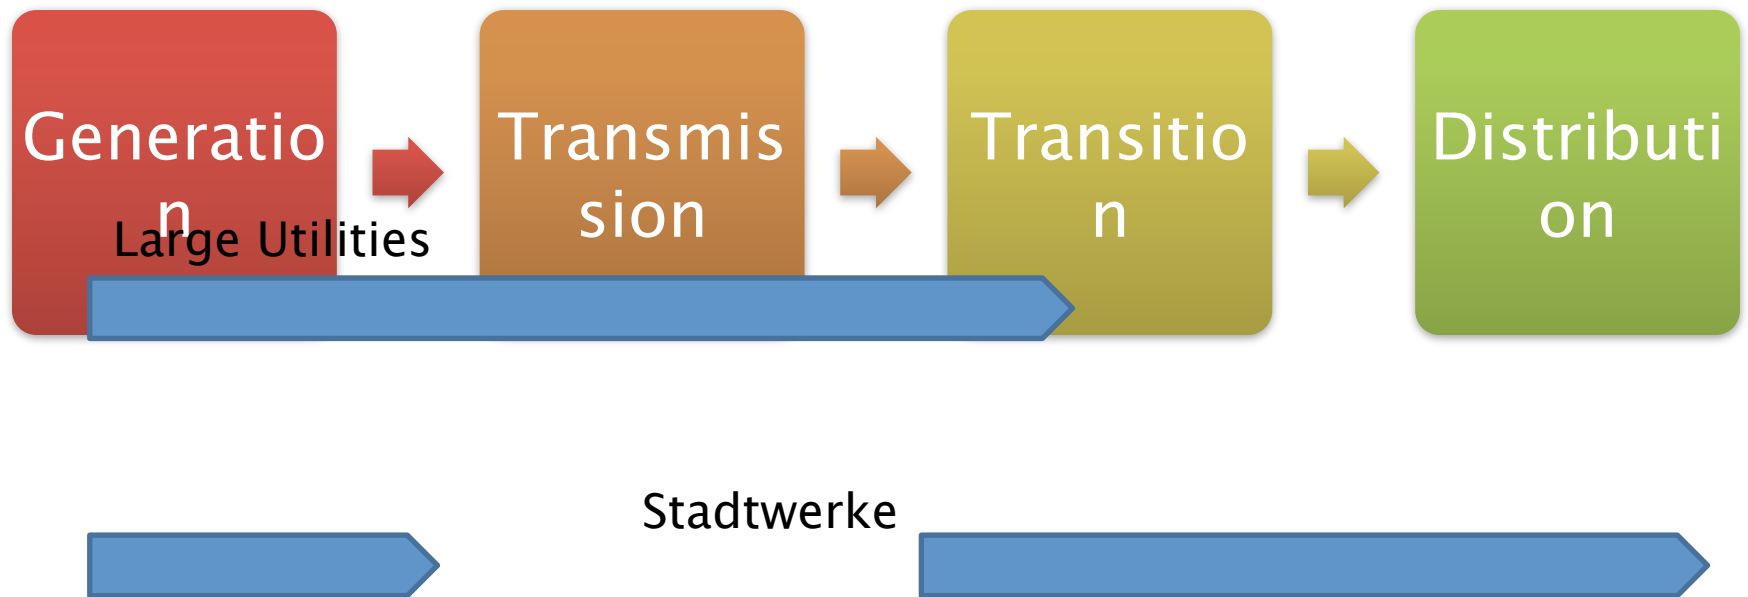 Generatio
n
Transmis
sion
Transitio
n
Distributi
on
Large Utilities
Stadtwerke